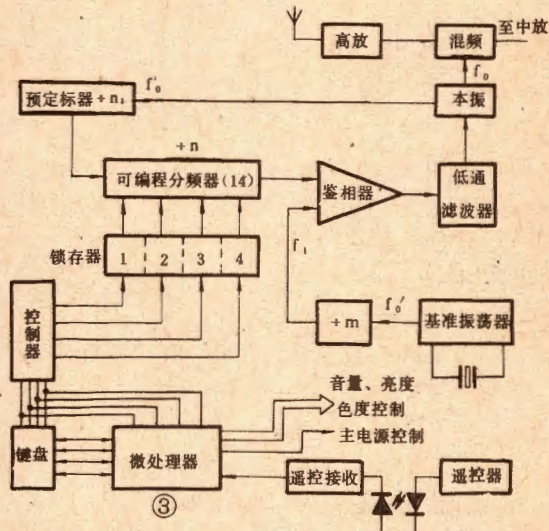 高放
混频
至中放
f₀
f₀
预定标器÷n₁
本振
÷n
可编程分频器(14)
鉴相器
低通
滤波器
锁存器
1 2 3 4
f₁
控制器
÷m
f₀′
基准振荡器
音量、亮度
色度控制
主电源控制
键盘
微处理器
遥控接收
遥控器
③